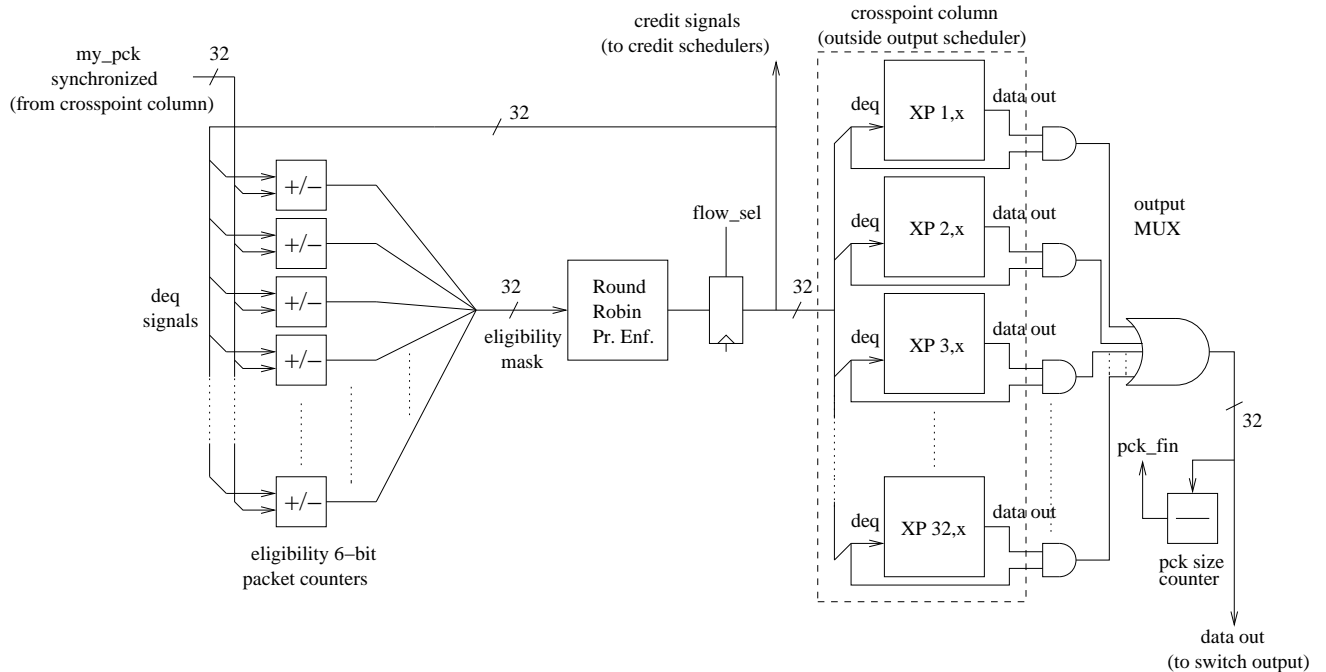 my_pck
synchronized
(from crosspoint column)
32
credit signals
(to credit schedulers)
32
crosspoint column
(outside output scheduler)
deq
XP 1,x
data out
+/−
+/−
+/−
+/−
+/−
deq
signals
eligibility 6−bit
packet counters
32
eligibility
mask
Round
Robin
Pr. Enf.
flow_sel
32
deq
XP 2,x
data out
output
MUX
deq
XP 3,x
data out
deq
XP 32,x
data out
32
pck_fin
pck size
counter
data out
(to switch output)